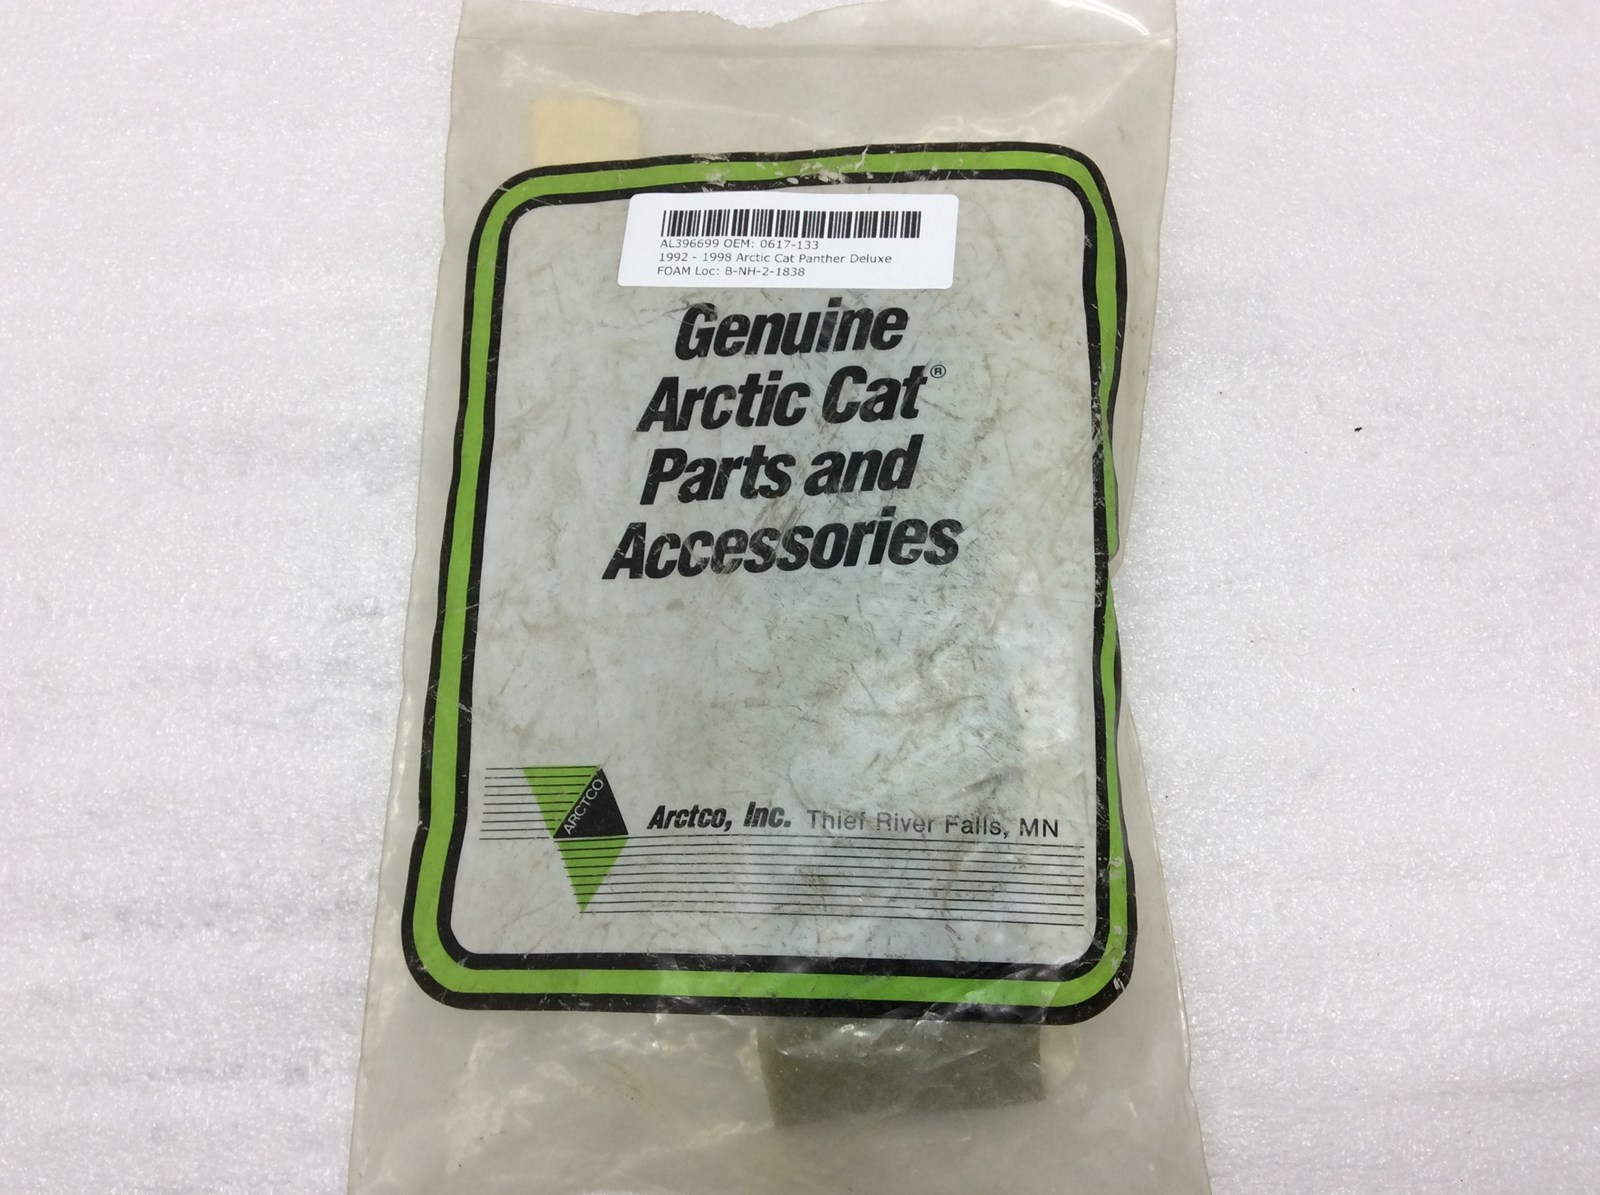 AL396699 OEM: 0617-133
1992 - 1998 Arctic Cat Panther Deluxe
FOAM Loc: B-NH-2-1838
Genuine
Arctic Cat®
Parts and
Accessories
ARCTCO
Arctco, Inc. Thief River Falls, MN